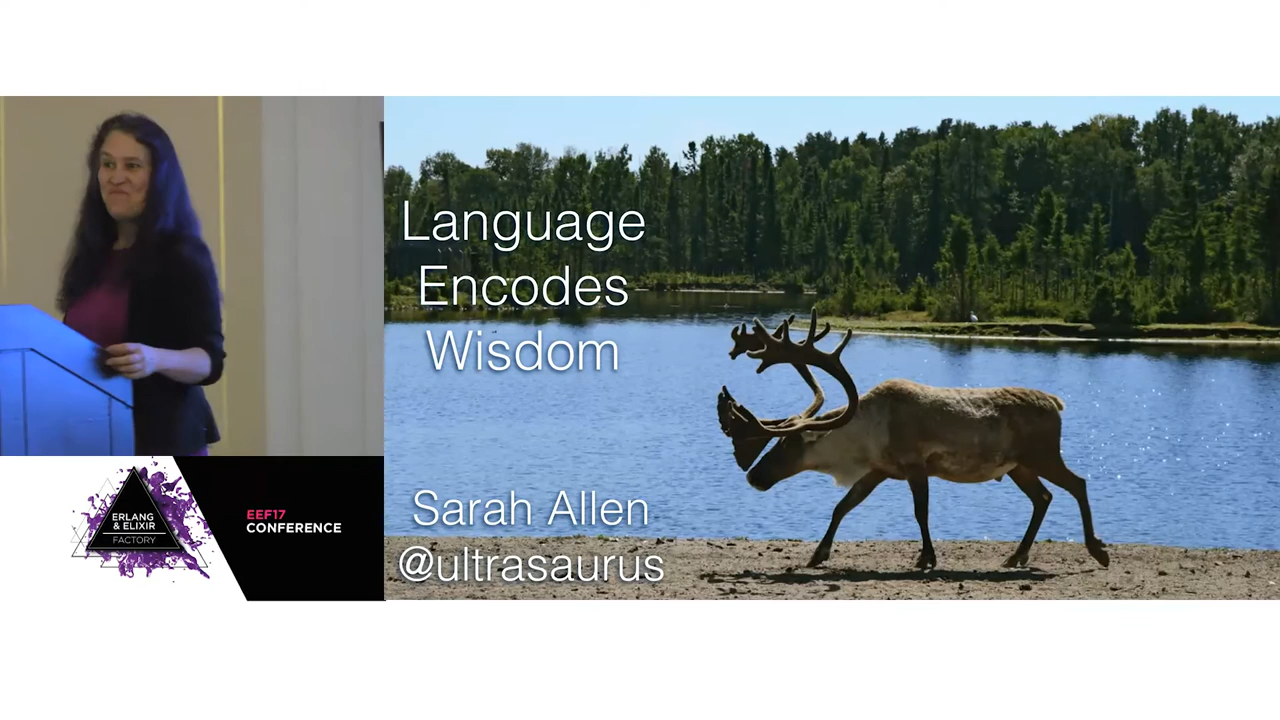 Language
Encodes
Wisdom
Sarah Allen
@ultrasaurus
ERLANG
& ELIXIR
FACTORY
EEF17
CONFERENCE